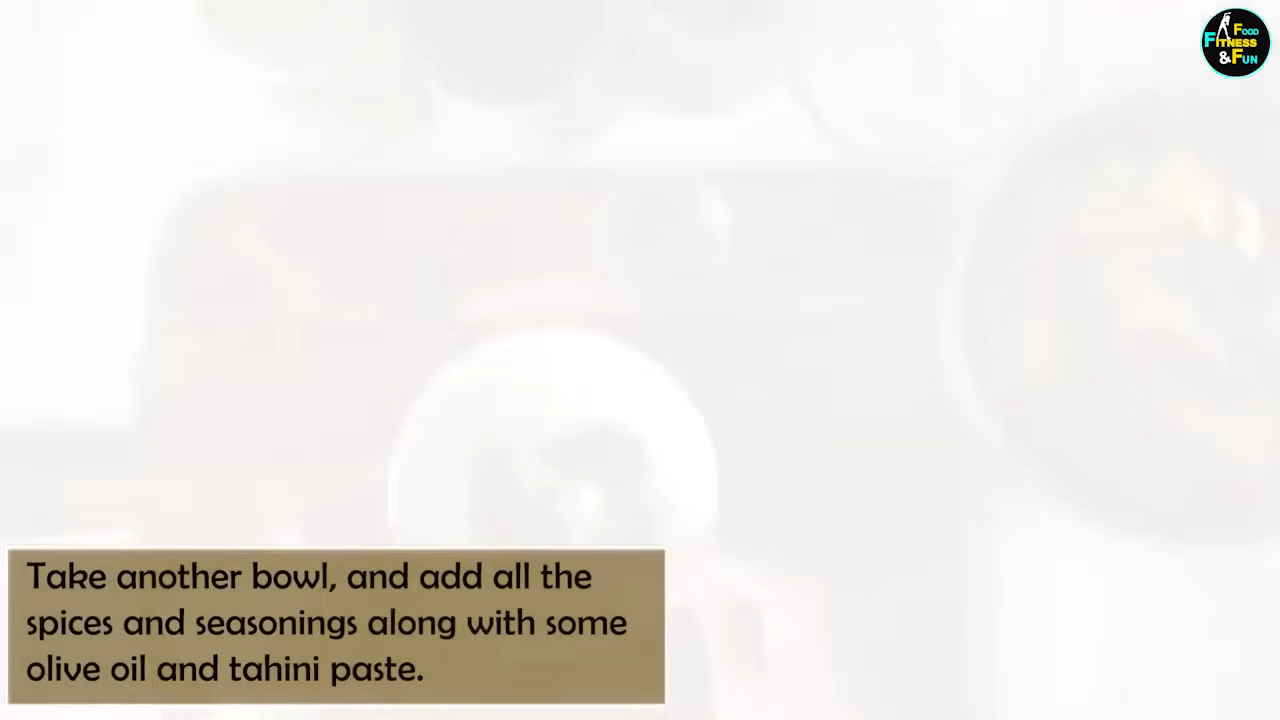 Food
Fitness
&Fun
Take another bowl, and add all the
spices and seasonings along with some
olive oil and tahini paste.